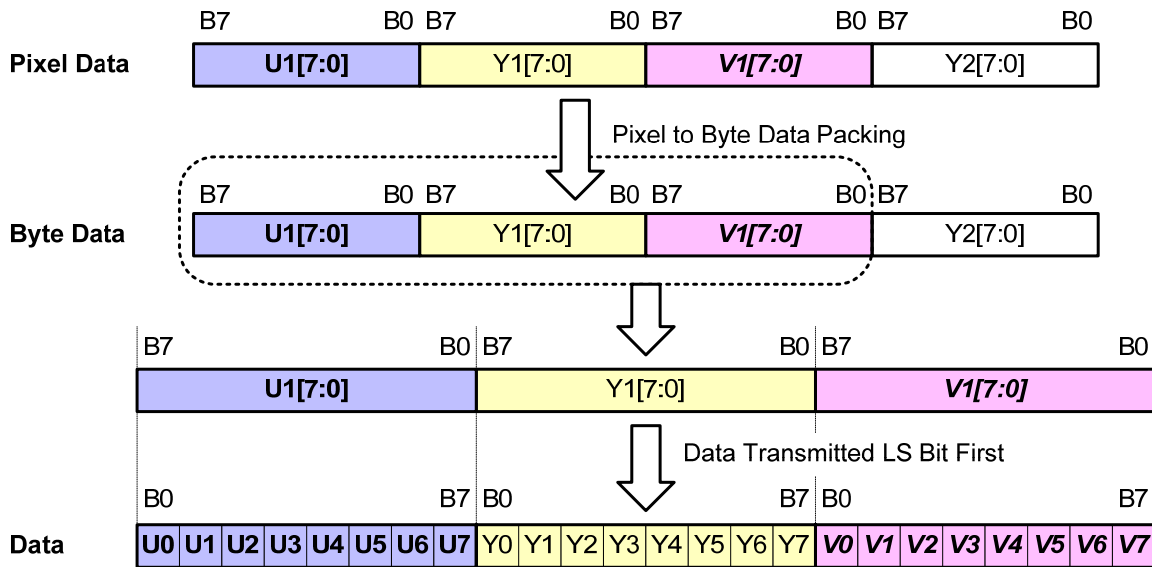 B7 B0 B7 B0 B7 B0 B7 B0
Pixel Data U1[7:0] Y1[7:0] V1[7:0] Y2[7:0]
Pixel to Byte Data Packing
B7 B0 B7 B0 B7 B0 B7 B0
Byte Data U1[7:0] Y1[7:0] V1[7:0] Y2[7:0]
B7 B0 B7 B0 B7 B0
U1[7:0] Y1[7:0] V1[7:0]
Data Transmitted LS Bit First
B0 B7 B0 B7 B0 B7
Data U0 U1 U2 U3 U4 U5 U6 U7 Y0 Y1 Y2 Y3 Y4 Y5 Y6 Y7 V0 V1 V2 V3 V4 V5 V6 V7